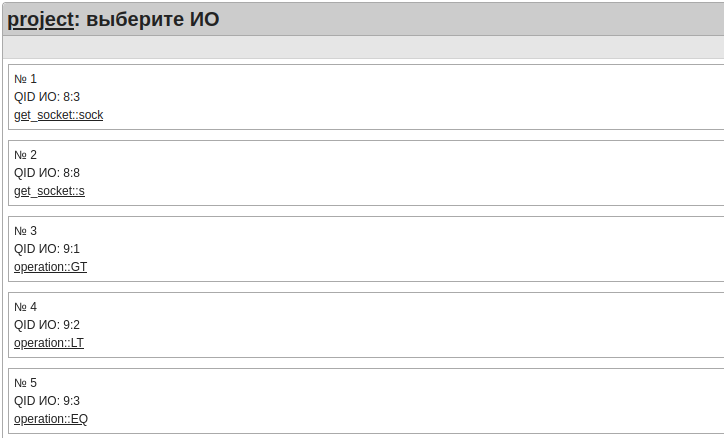 project: выберите ИО
№ 1
QID ИО: 8:3
get_socket::sock
№ 2
QID ИО: 8:8
get_socket::s
№ 3
QID ИО: 9:1
operation::GT
№ 4
QID ИО: 9:2
operation::LT
№ 5
QID ИО: 9:3
operation::EQ